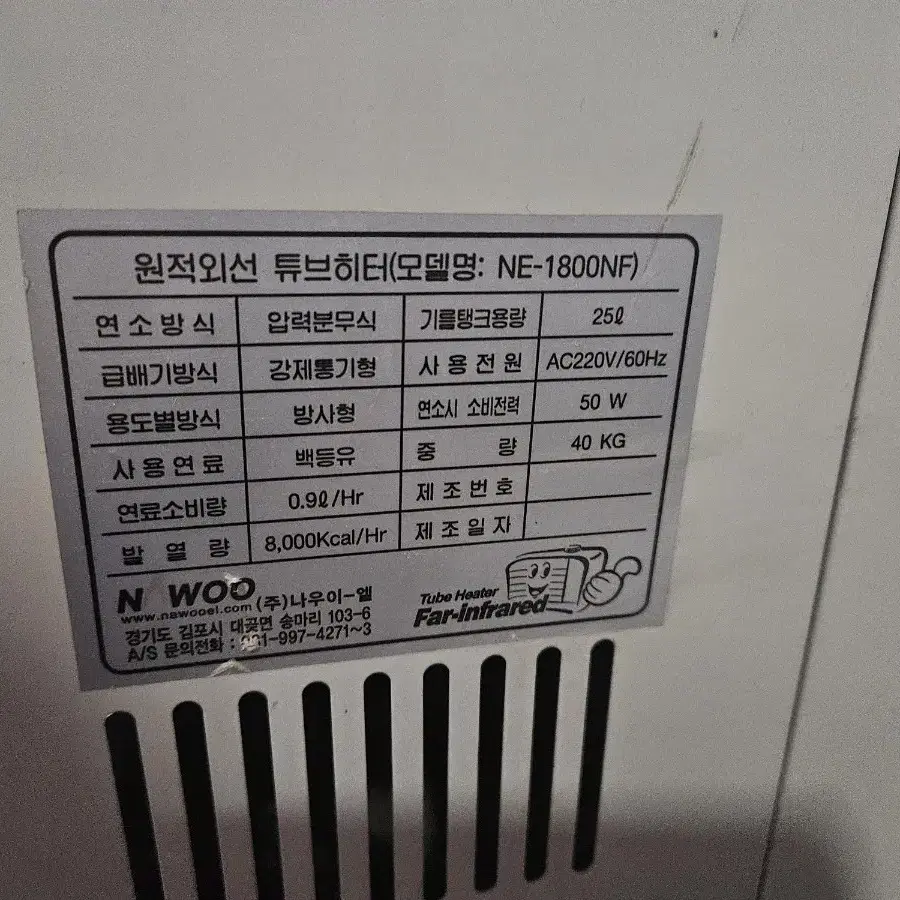 원적외선 튜브히터(모델명: NE-1800NF)
연소방식 압력분무식 기름탱크용량 25ℓ
급배기방식 강제통기형 사용전원 AC220V/60Hz
용도별방식 방사형 연소시 소비전력 50 W
사용연료 백등유 중량 40 KG
연료소비량 0.9ℓ/Hr 제조번호
발열량 8,000Kcal/Hr 제조일자
WOO
www.nawooel.com (주)나우이-엘
경기도 김포시 대곶면 송마리 103-6
A/S 문의전화 :
Tube Heater
Far-infrared